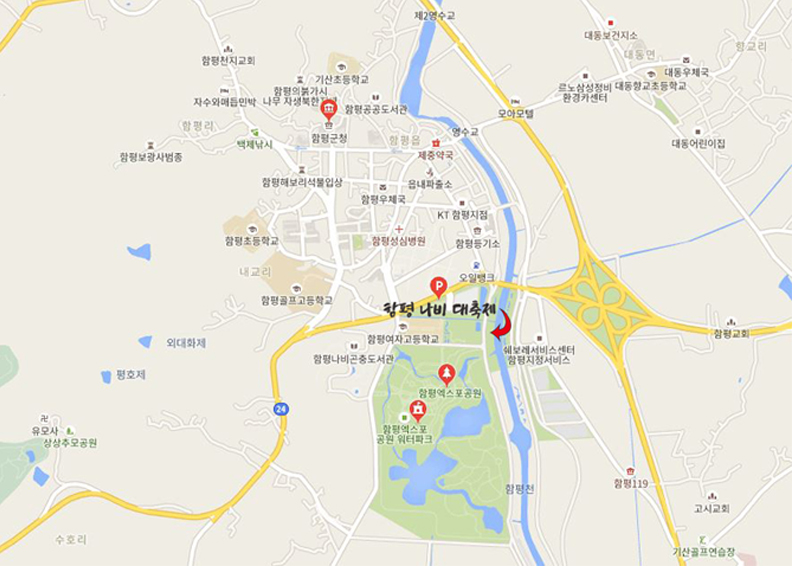 제2영수교
대동보건지소
함교리
대동면
함평천지교회
기산초등학교
대동우체국
르노삼성정비
환경카센터
대동향교초등학교
함평의붉가시
나무 자생북한지대
자수와매듭민박
함평공공도서관
모아모텔
함평리
함평군청
함평읍
영수교
백제낚시
제중약국
대동어린이집
함평보광사범종
함평해보리석불입상
읍내파출소
함평우체국
KT 함평지점
함평초등학교
함평성심병원
함평등기소
내교리
오일뱅크
P
함평골프고등학교
함평 나비 대축제
함평여자고등학교
함평교회
외대화제
함평나비곤충도서관
쉐보레서비스센터
함평지정서비스
평호제
함평엑스포공원
24
유모사
상상추모공원
함평엑스포
공원 워터파크
함평119
함평천
고시교회
수호리
기산골프연습장